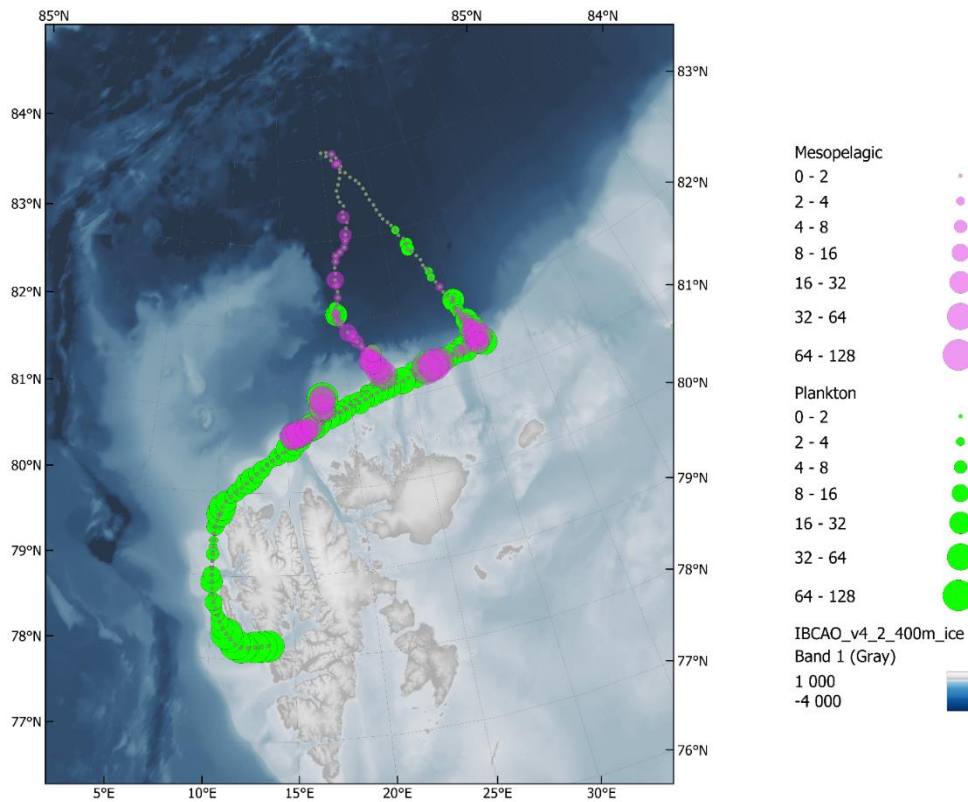 85°N 85°N 84°N
83°N
84°N
82°N
83°N
81°N
82°N
80°N
81°N
79°N
80°N
78°N
79°N
77°N
78°N
76°N
77°N
5°E 10°E 15°E 20°E 25°E 30°E
Mesopelagic
0 - 2
2 - 4
4 - 8
8 - 16
16 - 32
32 - 64
64 - 128
Plankton
0 - 2
2 - 4
4 - 8
8 - 16
16 - 32
32 - 64
64 - 128
IBCAO_v4_2_400m_ice
Band 1 (Gray)
1 000
-4 000